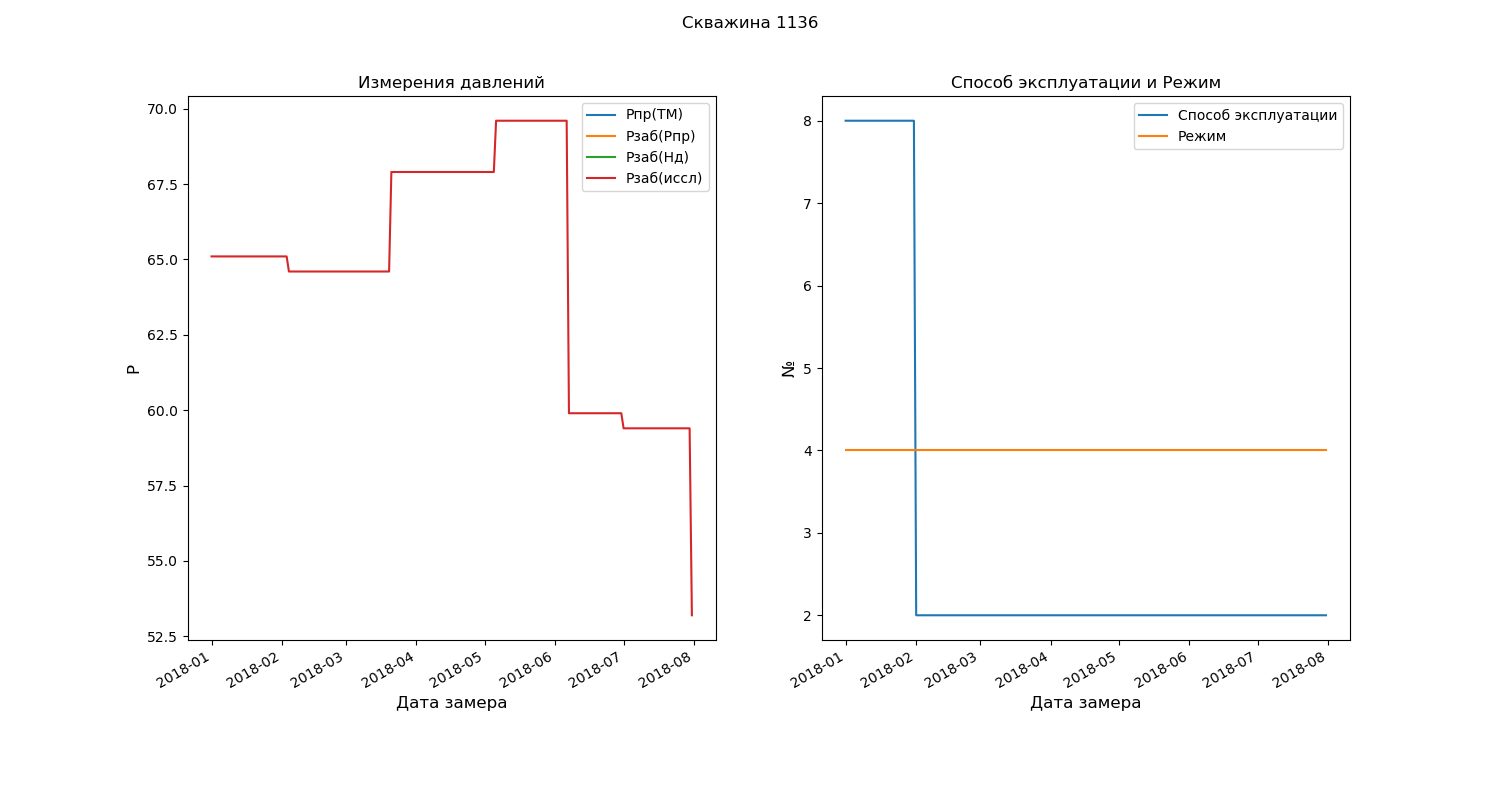 Скважина 1136
Измерения давлений
70.0
67.5
65.0
62.5
60.0
57.5
55.0
52.5
Р
Рпр(ТМ)
Рзаб(Рпр)
Рзаб(Нд)
Рзаб(иссл)
2018-01
2018-02
2018-03
2018-04
2018-05
2018-06
2018-07
2018-08
Дата замера
Способ эксплуатации и Режим
8
7
6
5
4
3
2
№
Способ эксплуатации
Режим
2018-01
2018-02
2018-03
2018-04
2018-05
2018-06
2018-07
2018-08
Дата замера